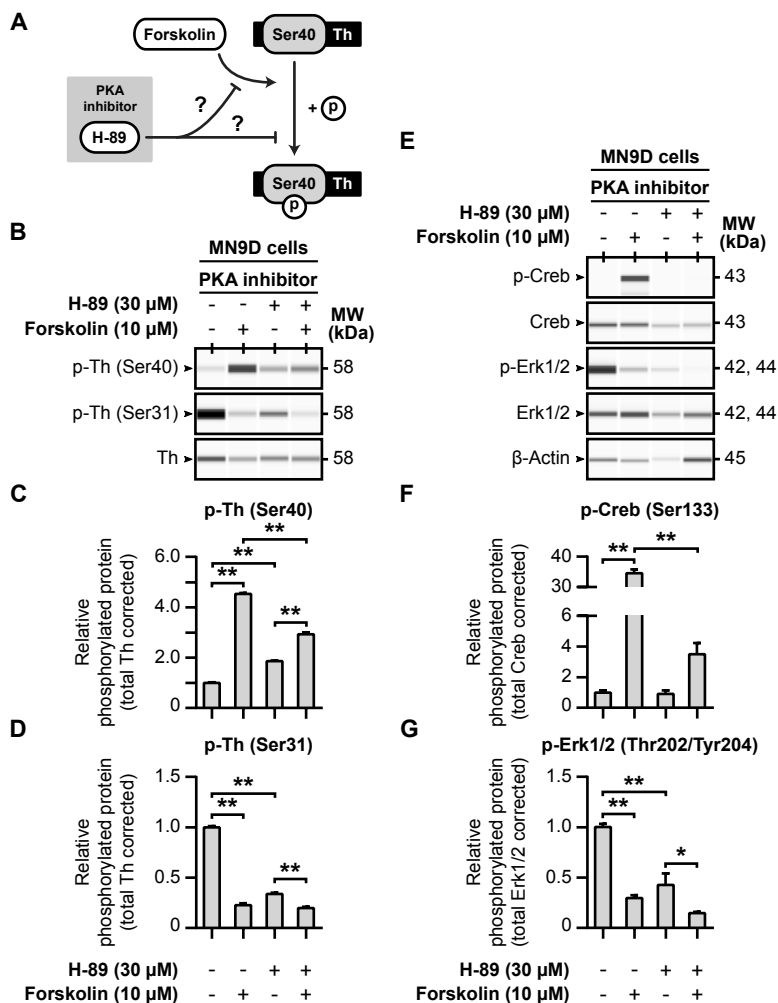 A
Forskolin
Ser40 Th
PKA
inhibitor
H-89
?
?
+ p
Ser40 Th
p
B
MN9D cells
PKA inhibitor
H-89 (30 µM) - - + +
Forskolin (10 µM) - + - +
MW
(kDa)
p-Th (Ser40) 58
p-Th (Ser31) 58
Th 58
C
p-Th (Ser40)
Relative
phosphorylated protein
(total Th corrected)
6.0
4.0
2.0
0
**
**
**
**
D
p-Th (Ser31)
Relative
phosphorylated protein
(total Th corrected)
1.5
1.0
0.5
0
**
**
**
H-89 (30 µM) - - + +
Forskolin (10 µM) - + - +
E
MN9D cells
PKA inhibitor
H-89 (30 µM) - - + +
Forskolin (10 µM) - + - +
MW
(kDa)
p-Creb 43
Creb 43
p-Erk1/2 42, 44
Erk1/2 42, 44
β-Actin 45
F
p-Creb (Ser133)
Relative
phosphorylated protein
(total Creb corrected)
40
30
6
4
2
0
**
**
G
p-Erk1/2 (Thr202/Tyr204)
Relative
phosphorylated protein
(total Erk1/2 corrected)
1.5
1.0
0.5
0
**
**
*
H-89 (30 µM) - - + +
Forskolin (10 µM) - + - +